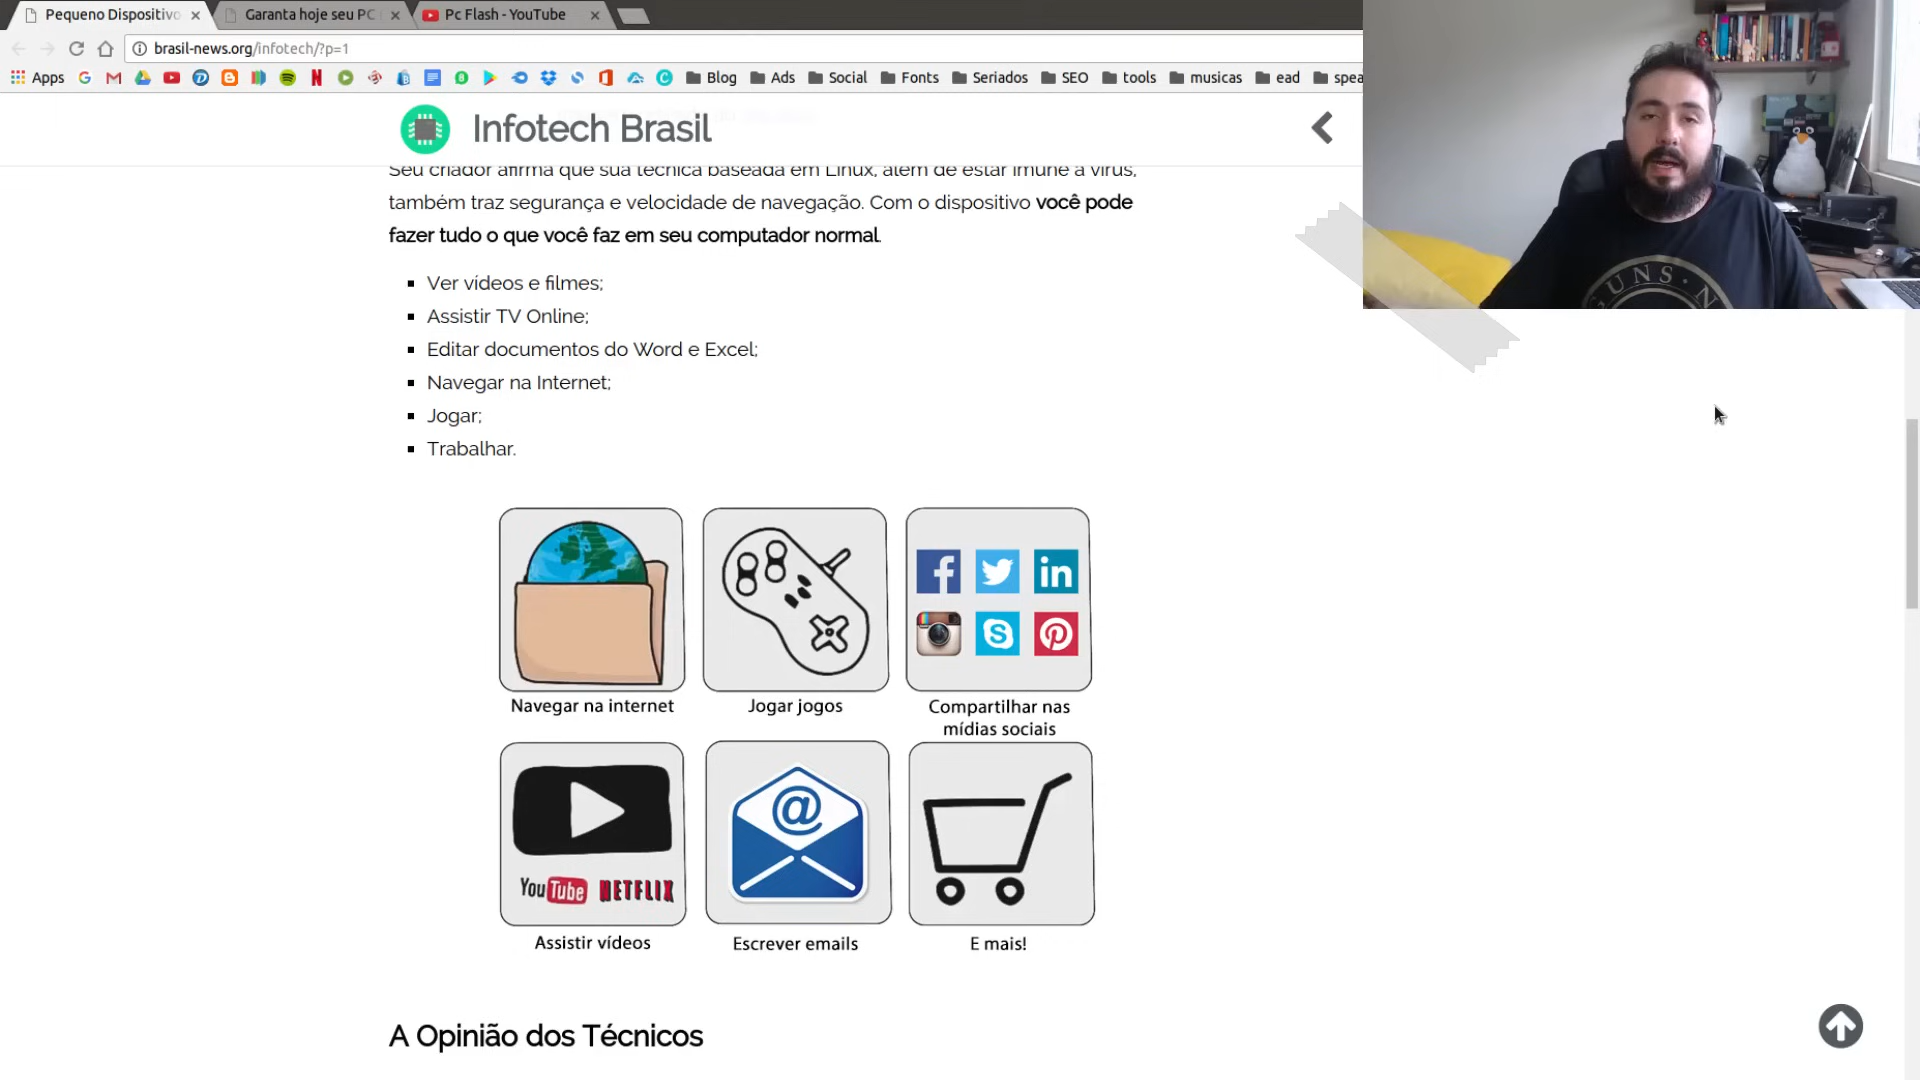 Pequeno Dispositivo
Garanta hoje seu PC
Pc Flash - YouTube
brasil-news.org/infotech/?p=1
Apps
Blog
Ads
Social
Fonts
Seriados
SEO
tools
musicas
ead
spea
Infotech Brasil
Seu criador afirma que sua técnica baseada em Linux, além de estar imune a vírus,
também traz segurança e velocidade de navegação. Com o dispositivo você pode
fazer tudo o que você faz em seu computador normal.
Ver vídeos e filmes;
Assistir TV Online;
Editar documentos do Word e Excel;
Navegar na Internet;
Jogar;
Trabalhar.
Navegar na internet
Jogar jogos
Compartilhar nas
mídias sociais
YouTube NETFLIX
Assistir vídeos
Escrever emails
E mais!
A Opinião dos Técnicos
GUNS N